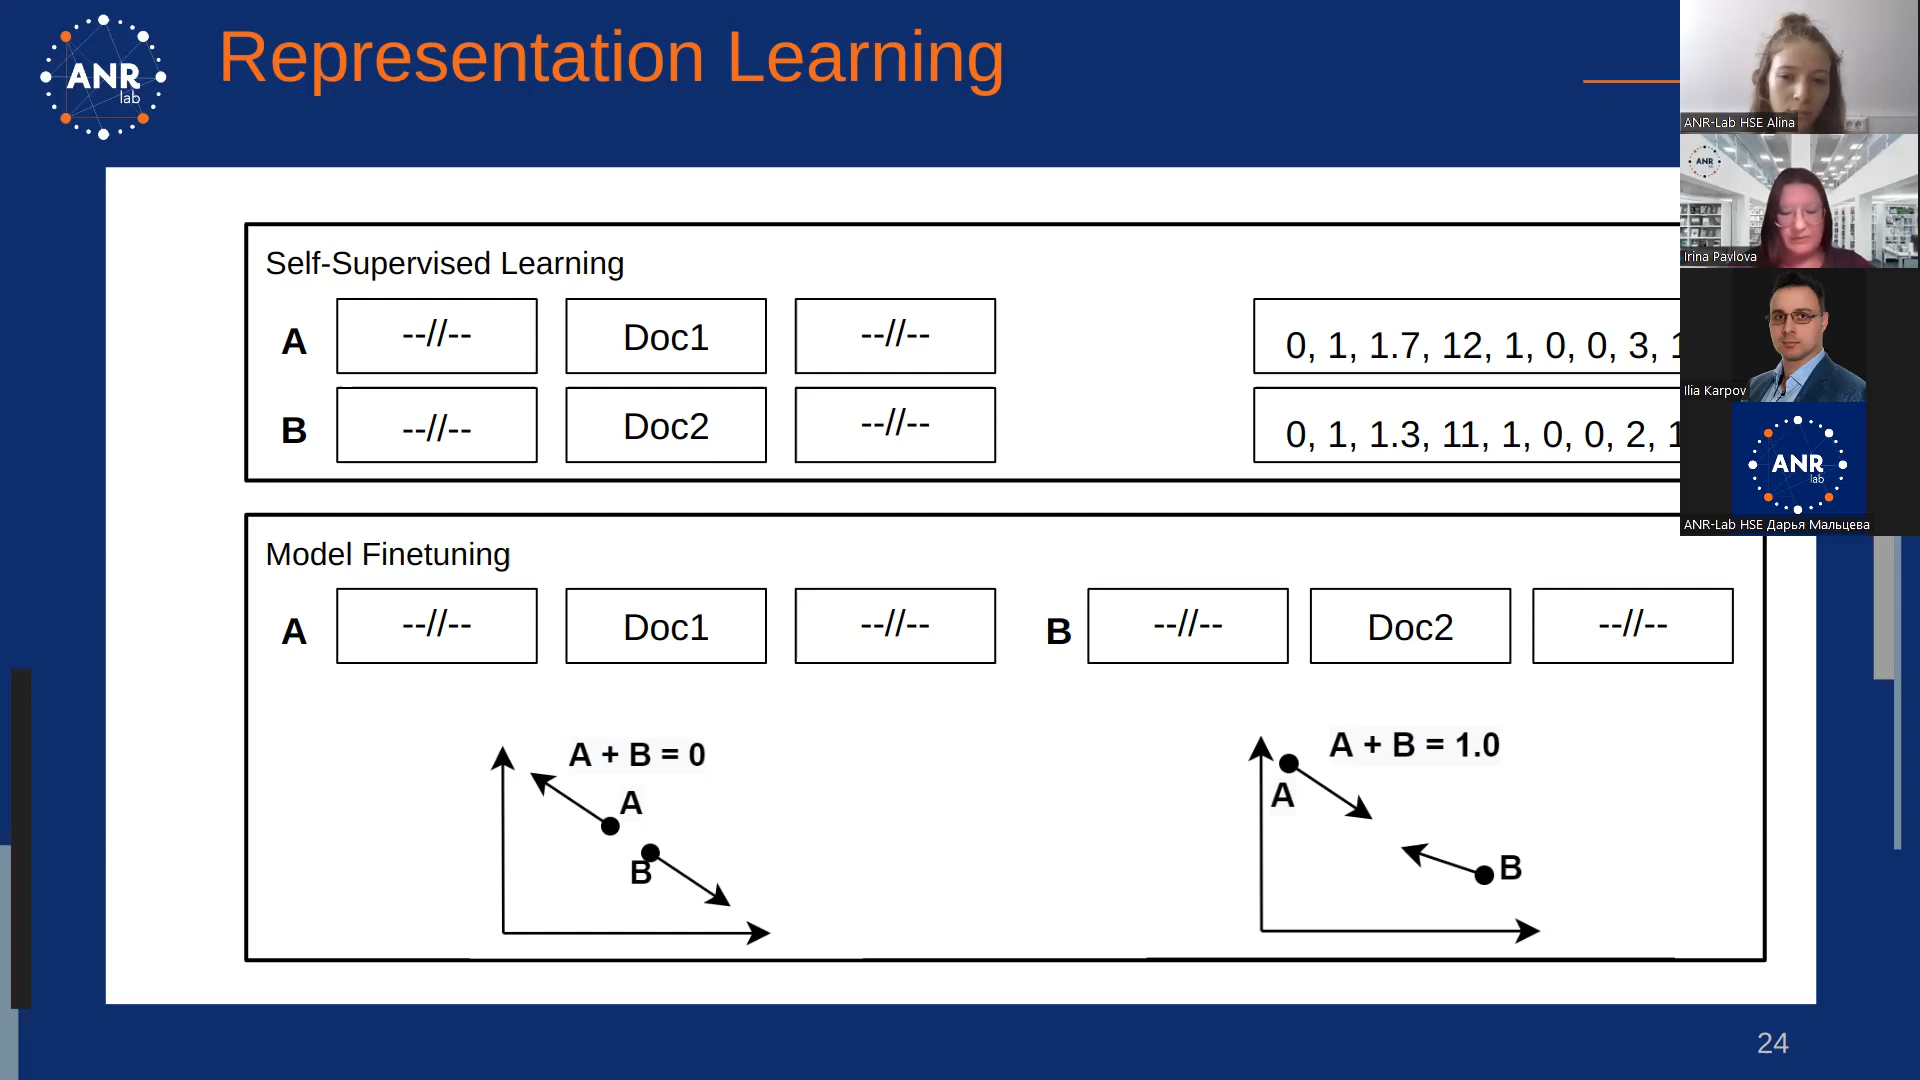 ANR
lab
Representation Learning
Self-Supervised Learning
A --//-- Doc1 --//-- 0, 1, 1.7, 12, 1, 0, 0, 3, 1
B --//-- Doc2 --//-- 0, 1, 1.3, 11, 1, 0, 0, 2, 1
Model Finetuning
A --//-- Doc1 --//-- B --//-- Doc2 --//--
A + B = 0
A
B
A + B = 1.0
A
B
24
ANR-Lab HSE Alina
ANR
lab
Irina Pavlova
Ilia Karpov
ANR
lab
ANR-Lab HSE Дарья Мальцева